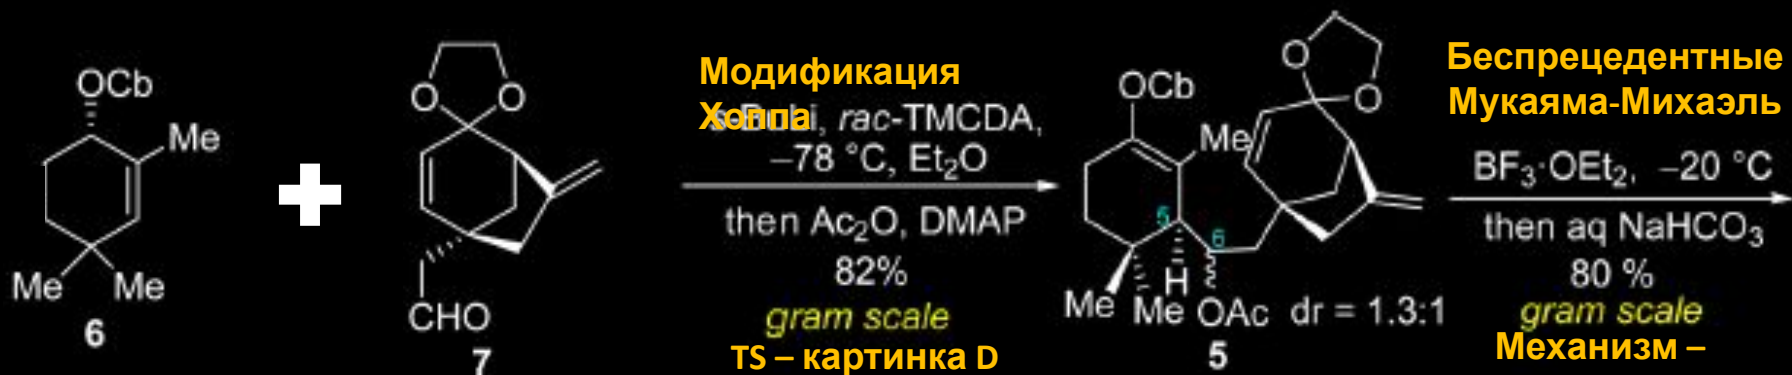 OCb
Me
Me Me
6
O O
CHO
7
Модификация
Хоппа
s-BuLi, rac-TMCDA,
−78 °C, Et2O
then Ac2O, DMAP
82%
gram scale
TS – картинка D
OCb
Me
O
O
5
6
H
Me Me OAc dr = 1.3:1
5
Беспрецедентные
Мукаяма-Михаэль
BF3·OEt2, −20 °C
then aq NaHCO3
80 %
gram scale
Механизм –